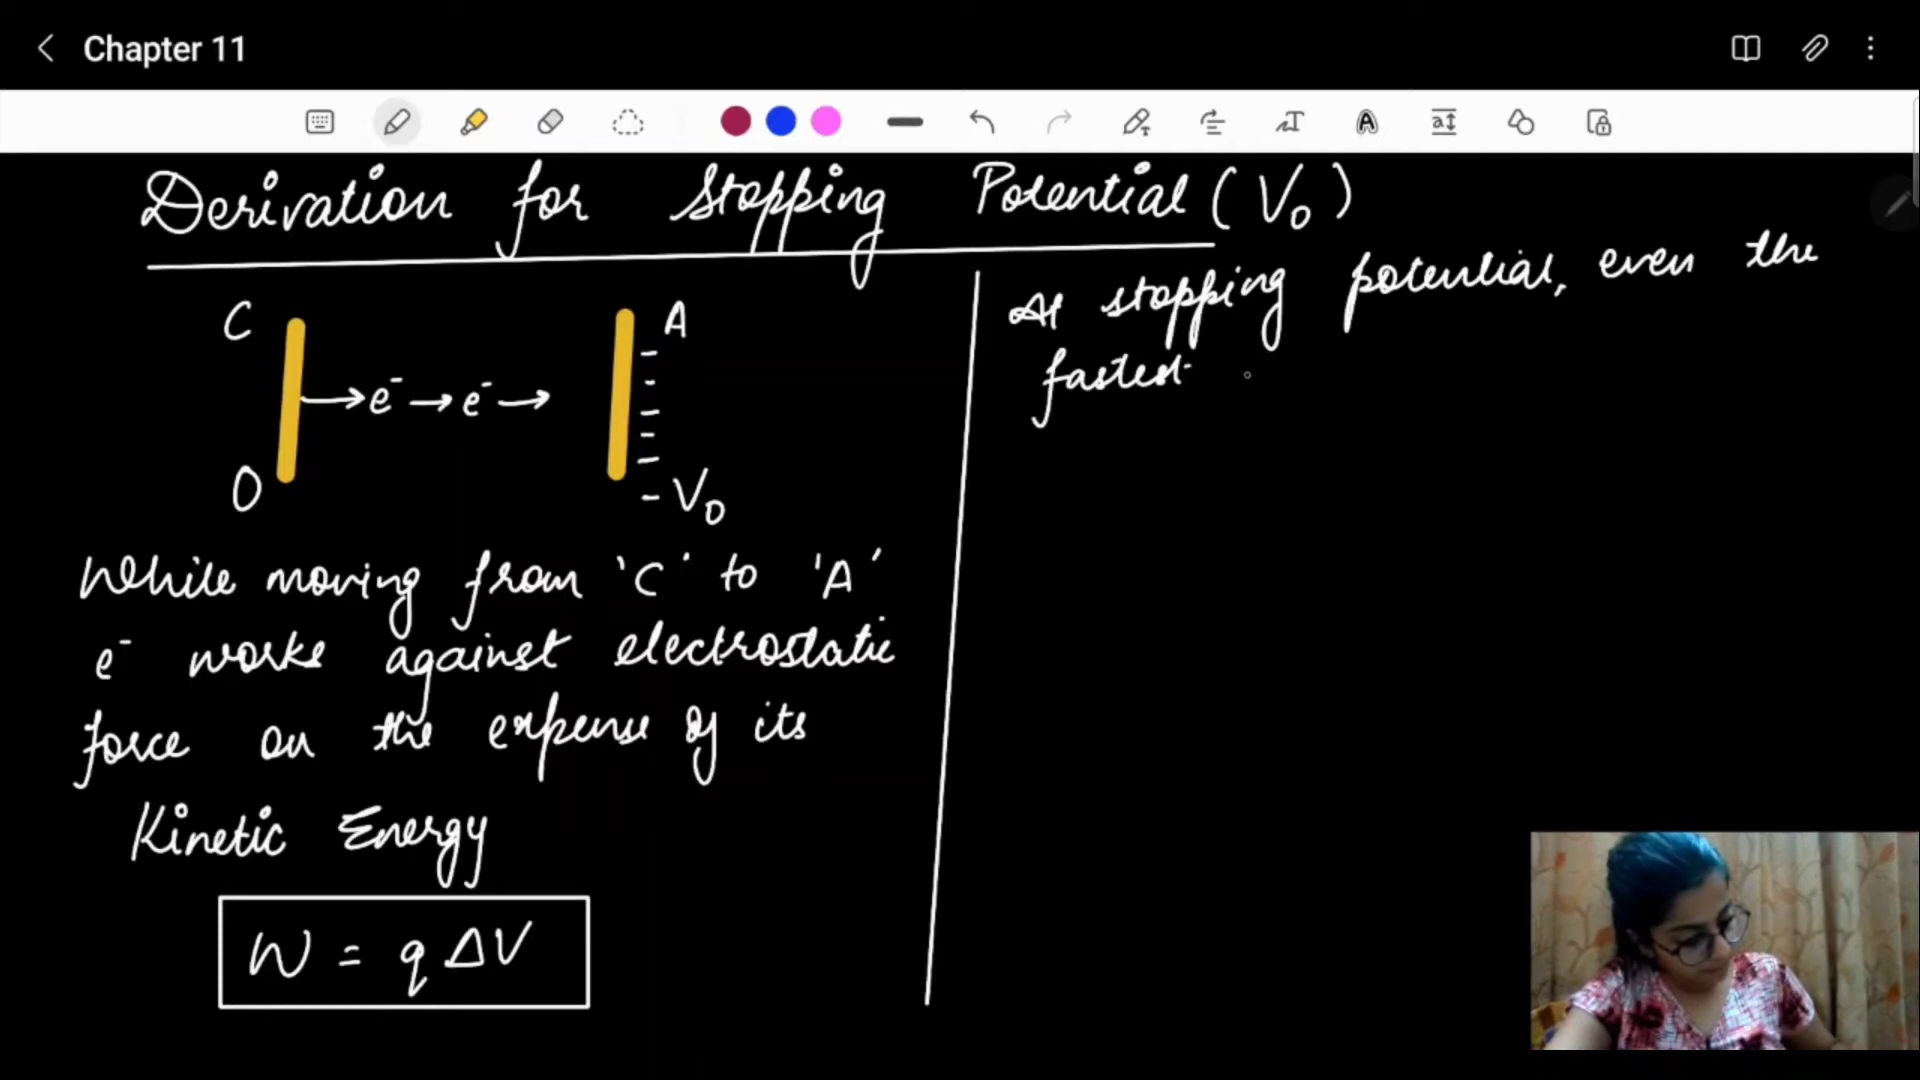 Chapter 11
Derivation for Stopping Potential (V₀)
C
A
e⁻ → e⁻ →
O
V₀
While moving from 'C' to 'A'
e⁻ works against electrostatic
force on the expense of its
Kinetic Energy
W = q ΔV
At stopping potential, even the
fastest